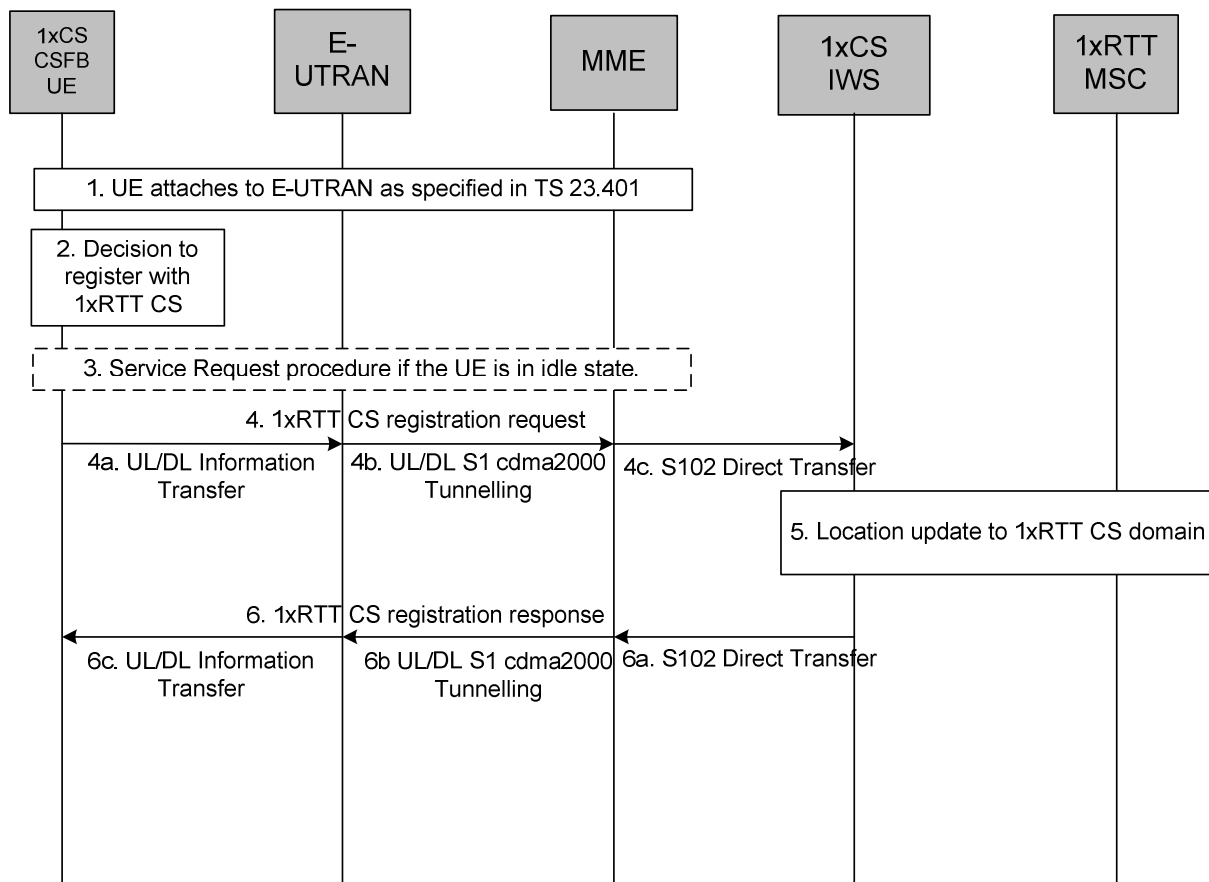 1xCS
CSFB
UE
E-
UTRAN
MME
1xCS
IWS
1xRTT
MSC
1. UE attaches to E-UTRAN as specified in TS 23.401
2. Decision to
register with
1xRTT CS
3. Service Request procedure if the UE is in idle state.
4. 1xRTT CS registration request
4a. UL/DL Information
Transfer
4b. UL/DL S1 cdma2000
Tunnelling
4c. S102 Direct Transfer
5. Location update to 1xRTT CS domain
6. 1xRTT CS registration response
6c. UL/DL Information
Transfer
6b UL/DL S1 cdma2000
Tunnelling
6a. S102 Direct Transfer